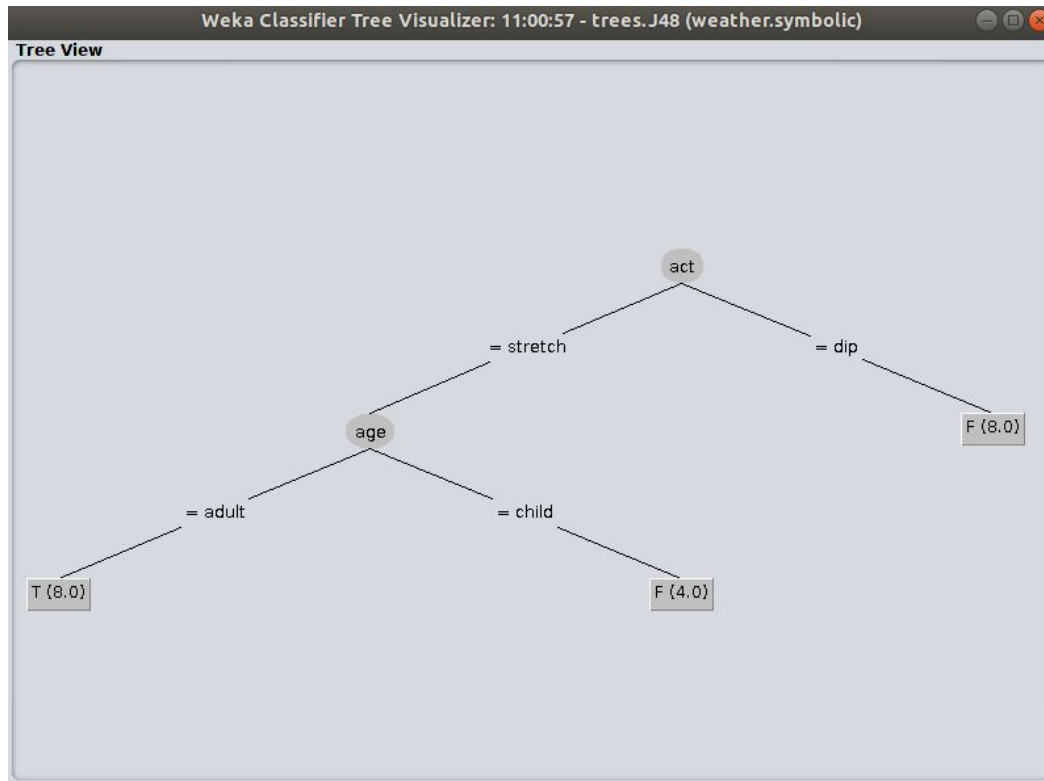 Weka Classifier Tree Visualizer: 11:00:57 - trees.J48 (weather.symbolic)
Tree View
act
= stretch
= dip
age
F (8.0)
= adult
= child
T (8.0)
F (4.0)